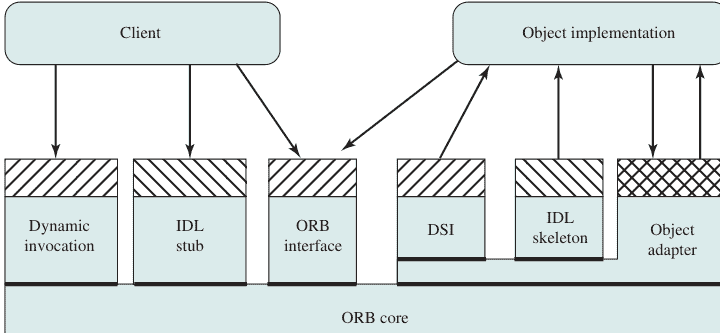 Client
Object implementation
Dynamic
invocation
IDL
stub
ORB
interface
DSI
IDL
skeleton
Object
adapter
ORB core